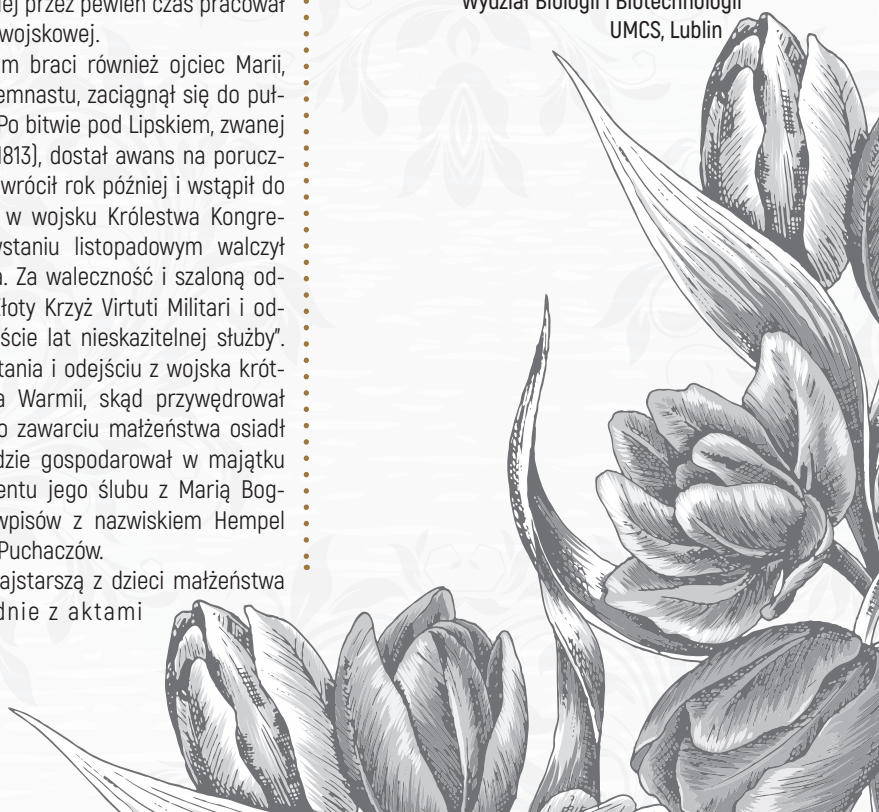 ej przez pewien czas pracował
wojskowej.
m braci również ojciec Marii,
emnastu, zaciągnął się do puł-
Po bitwie pod Lipskiem, zwanej
1813), dostał awans na porucz-
wrócił rok później i wstąpił do
w wojsku Królestwa Kongre-
ystaniu listopadowym walczył
a. Za waleczność i szaloną od-
łoty Krzyż Virtuti Militari i od-
ście lat nieskazitelnej służby”.
tania i odejściu z wojska krót-
a Warmii, skąd przywędrował
o zawarciu małżeństwa osiadł
dzie gospodarował w majątku
entu jego ślubu z Marią Bog-
wpisów z nazwiskiem Hempel
Puchaczów.
ajstarszą z dzieci małżeństwa
dnie z aktami
Wydział Biologii i Biotechnologii
UMCS, Lublin